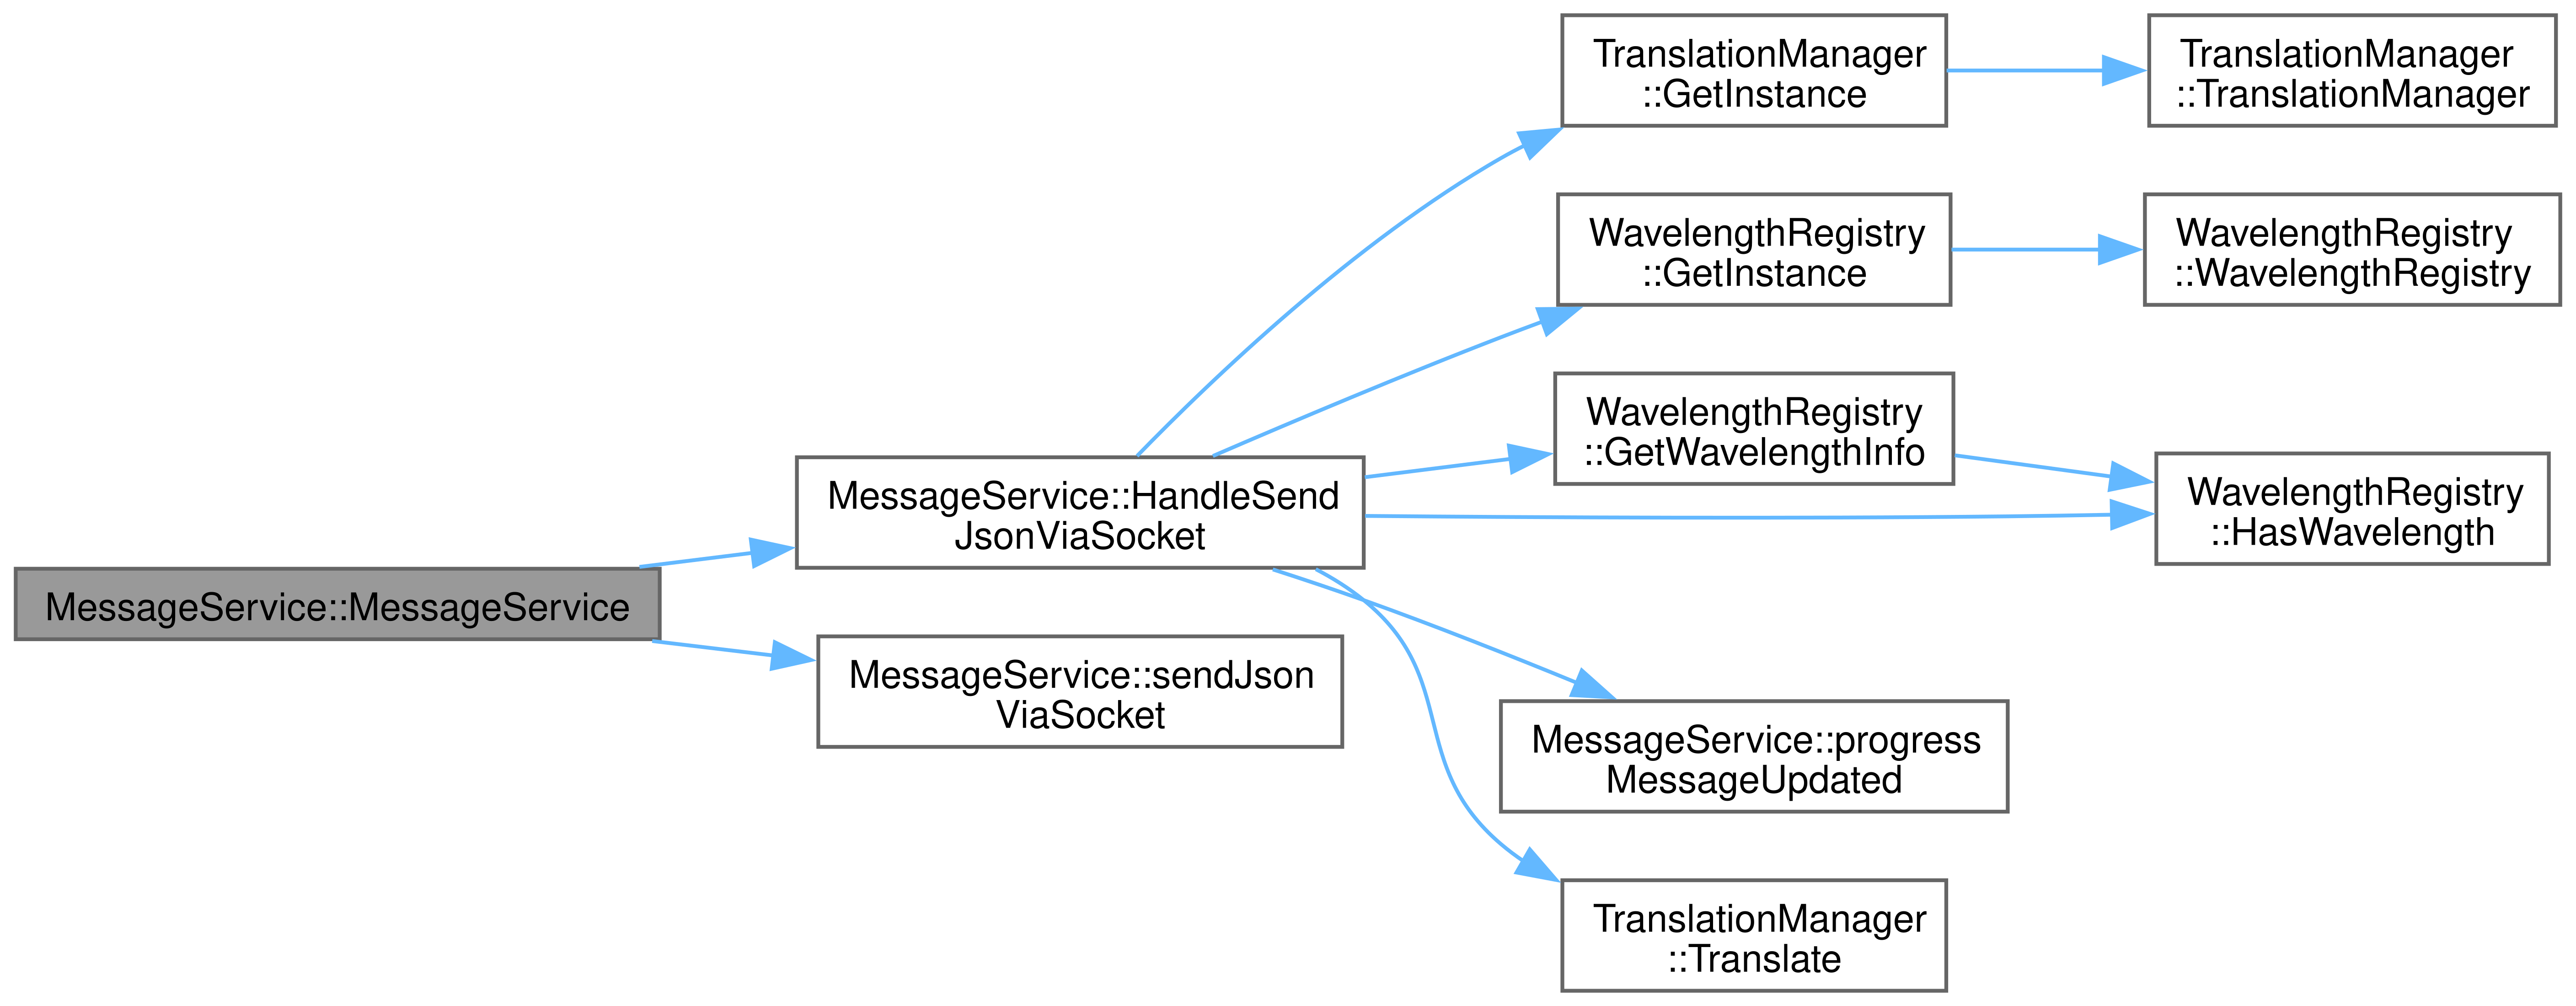 MessageService::MessageService
MessageService::HandleSend
JsonViaSocket
MessageService::sendJson
ViaSocket
TranslationManager
::GetInstance
WavelengthRegistry
::GetInstance
WavelengthRegistry
::GetWavelengthInfo
MessageService::progress
MessageUpdated
TranslationManager
::Translate
TranslationManager
::TranslationManager
WavelengthRegistry
::WavelengthRegistry
WavelengthRegistry
::HasWavelength